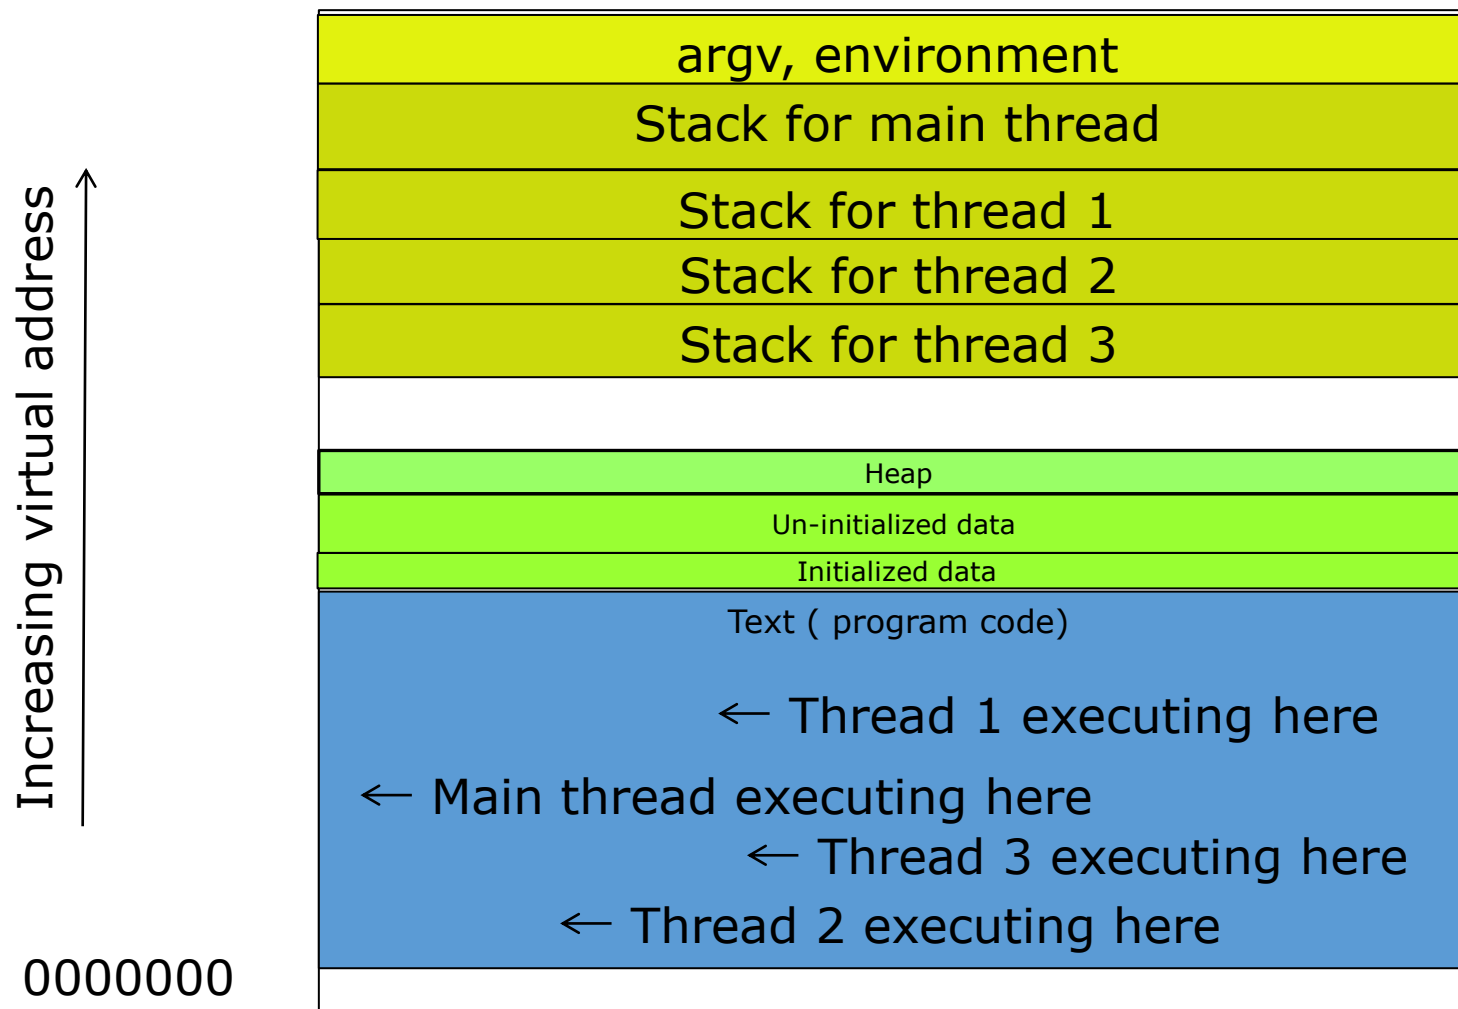 argv, environment
Stack for main thread
Stack for thread 1
Stack for thread 2
Stack for thread 3
Increasing virtual address
Heap
Un-initialized data
Initialized data
Text ( program code)
← Thread 1 executing here
← Main thread executing here
← Thread 3 executing here
← Thread 2 executing here
0000000